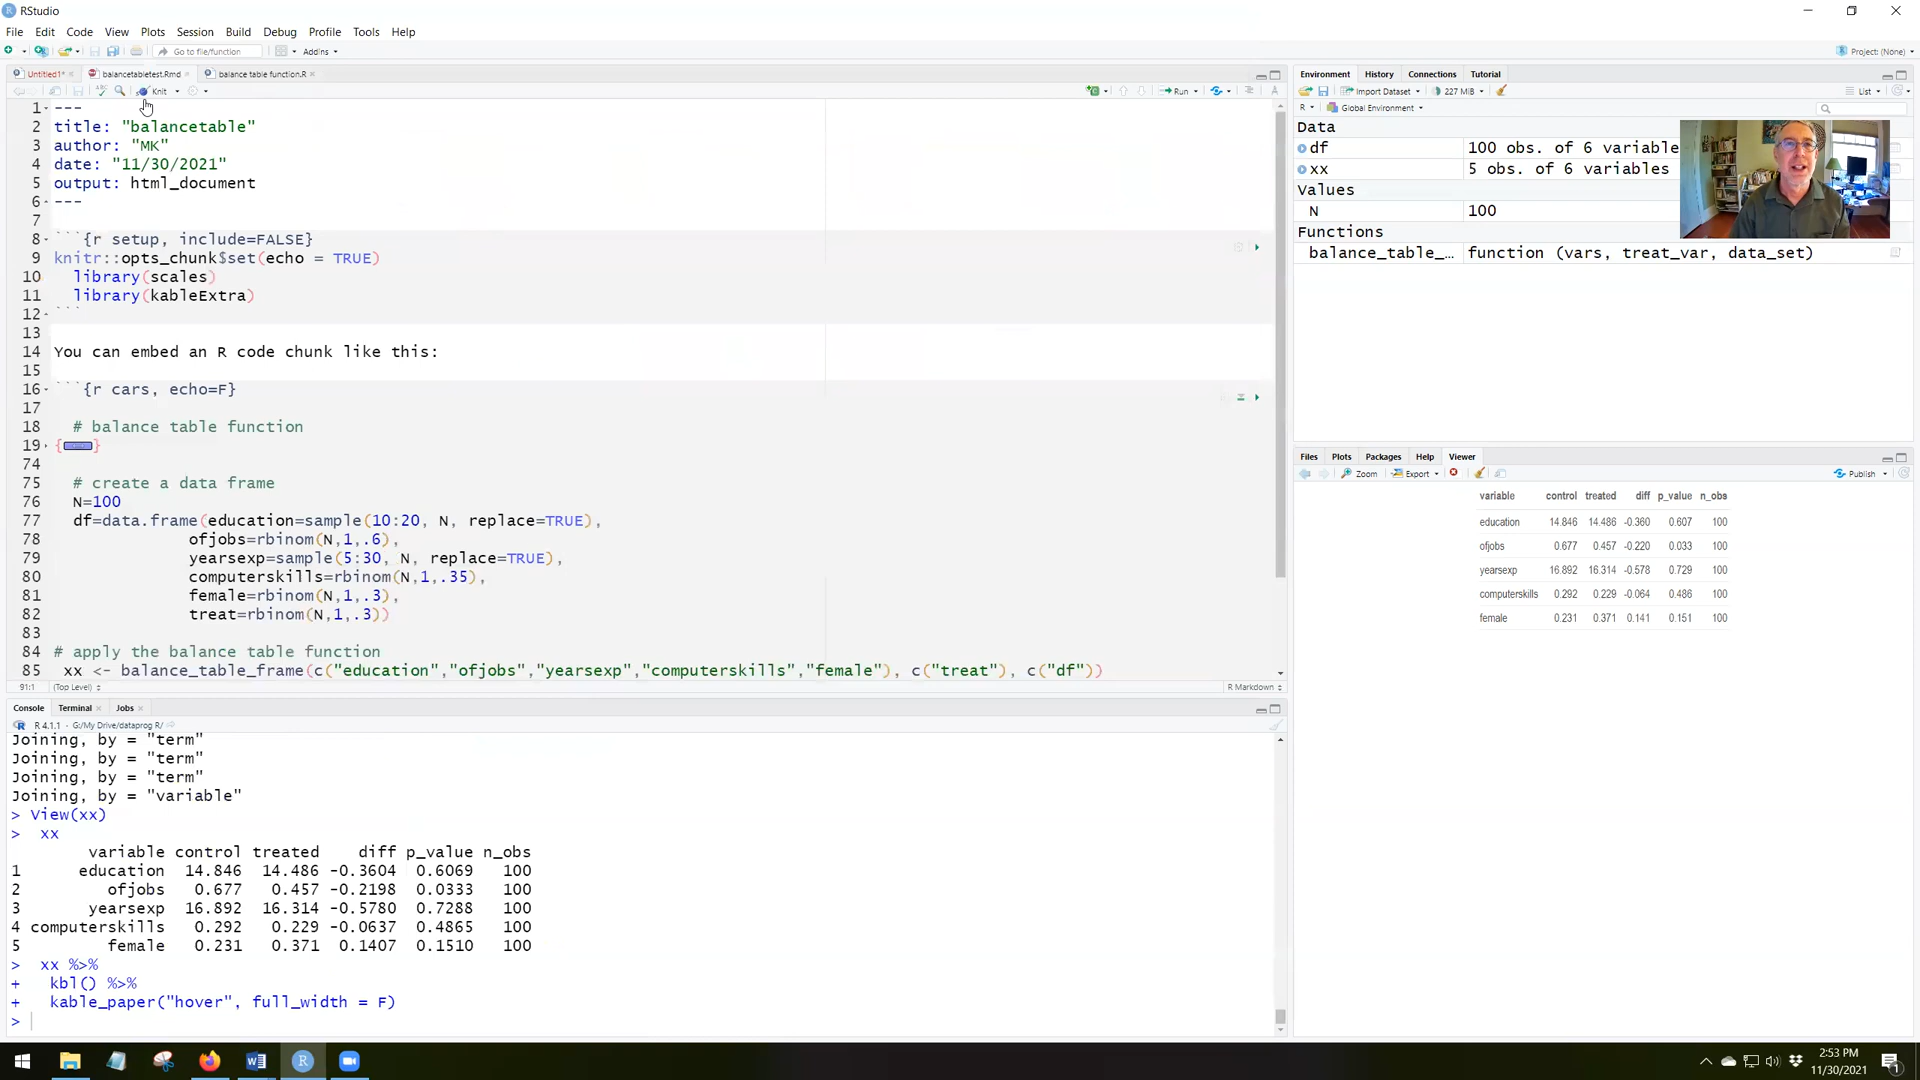 RStudio
File Edit Code View Plots Session Build Debug Profile Tools Help
Go to file/function Addins Project: (None)
Untitled1* balancetabletest.Rmd balance table function.R
Knit Run
1 ---
2 title: "balancetable"
3 author: "MK"
4 date: "11/30/2021"
5 output: html_document
6 ---
7
8 ```{r setup, include=FALSE}
9 knitr::opts_chunk$set(echo = TRUE)
10 library(scales)
11 library(kableExtra)
12 ```
13
14 You can embed an R code chunk like this:
15
16 ```{r cars, echo=F}
17
18 # balance table function
19 { }
74
75 # create a data frame
76 N=100
77 df=data.frame(education=sample(10:20, N, replace=TRUE),
78 ofjobs=rbinom(N,1,.6),
79 yearsexp=sample(5:30, N, replace=TRUE),
80 computerskills=rbinom(N,1,.35),
81 female=rbinom(N,1,.3),
82 treat=rbinom(N,1,.3))
83
84 # apply the balance table function
85 xx <- balance_table_frame(c("education","ofjobs","yearsexp","computerskills","female"), c("treat"), c("df"))
91:1 (Top Level) R Markdown
Console Terminal Jobs
R 4.1.1 · G:/My Drive/dataprog R/
Joining, by = "term"
Joining, by = "term"
Joining, by = "term"
Joining, by = "variable"
> View(xx)
> xx
variable control treated diff p_value n_obs
1 education 14.846 14.486 -0.3604 0.6069 100
2 ofjobs 0.677 0.457 -0.2198 0.0333 100
3 yearsexp 16.892 16.314 -0.5780 0.7288 100
4 computerskills 0.292 0.229 -0.0637 0.4865 100
5 female 0.231 0.371 0.1407 0.1510 100
> xx %>%
+ kbl() %>%
+ kable_paper("hover", full_width = F)
>
Environment History Connections Tutorial
Import Dataset 227 MiB List
R Global Environment
Data
df 100 obs. of 6 variable
xx 5 obs. of 6 variables
Values
N 100
Functions
balance_table_… function (vars, treat_var, data_set)
Files Plots Packages Help Viewer
Zoom Export Publish
variable control treated diff p_value n_obs
education 14.846 14.486 -0.360 0.607 100
ofjobs 0.677 0.457 -0.220 0.033 100
yearsexp 16.892 16.314 -0.578 0.729 100
computerskills 0.292 0.229 -0.064 0.486 100
female 0.231 0.371 0.141 0.151 100
2:53 PM
11/30/2021